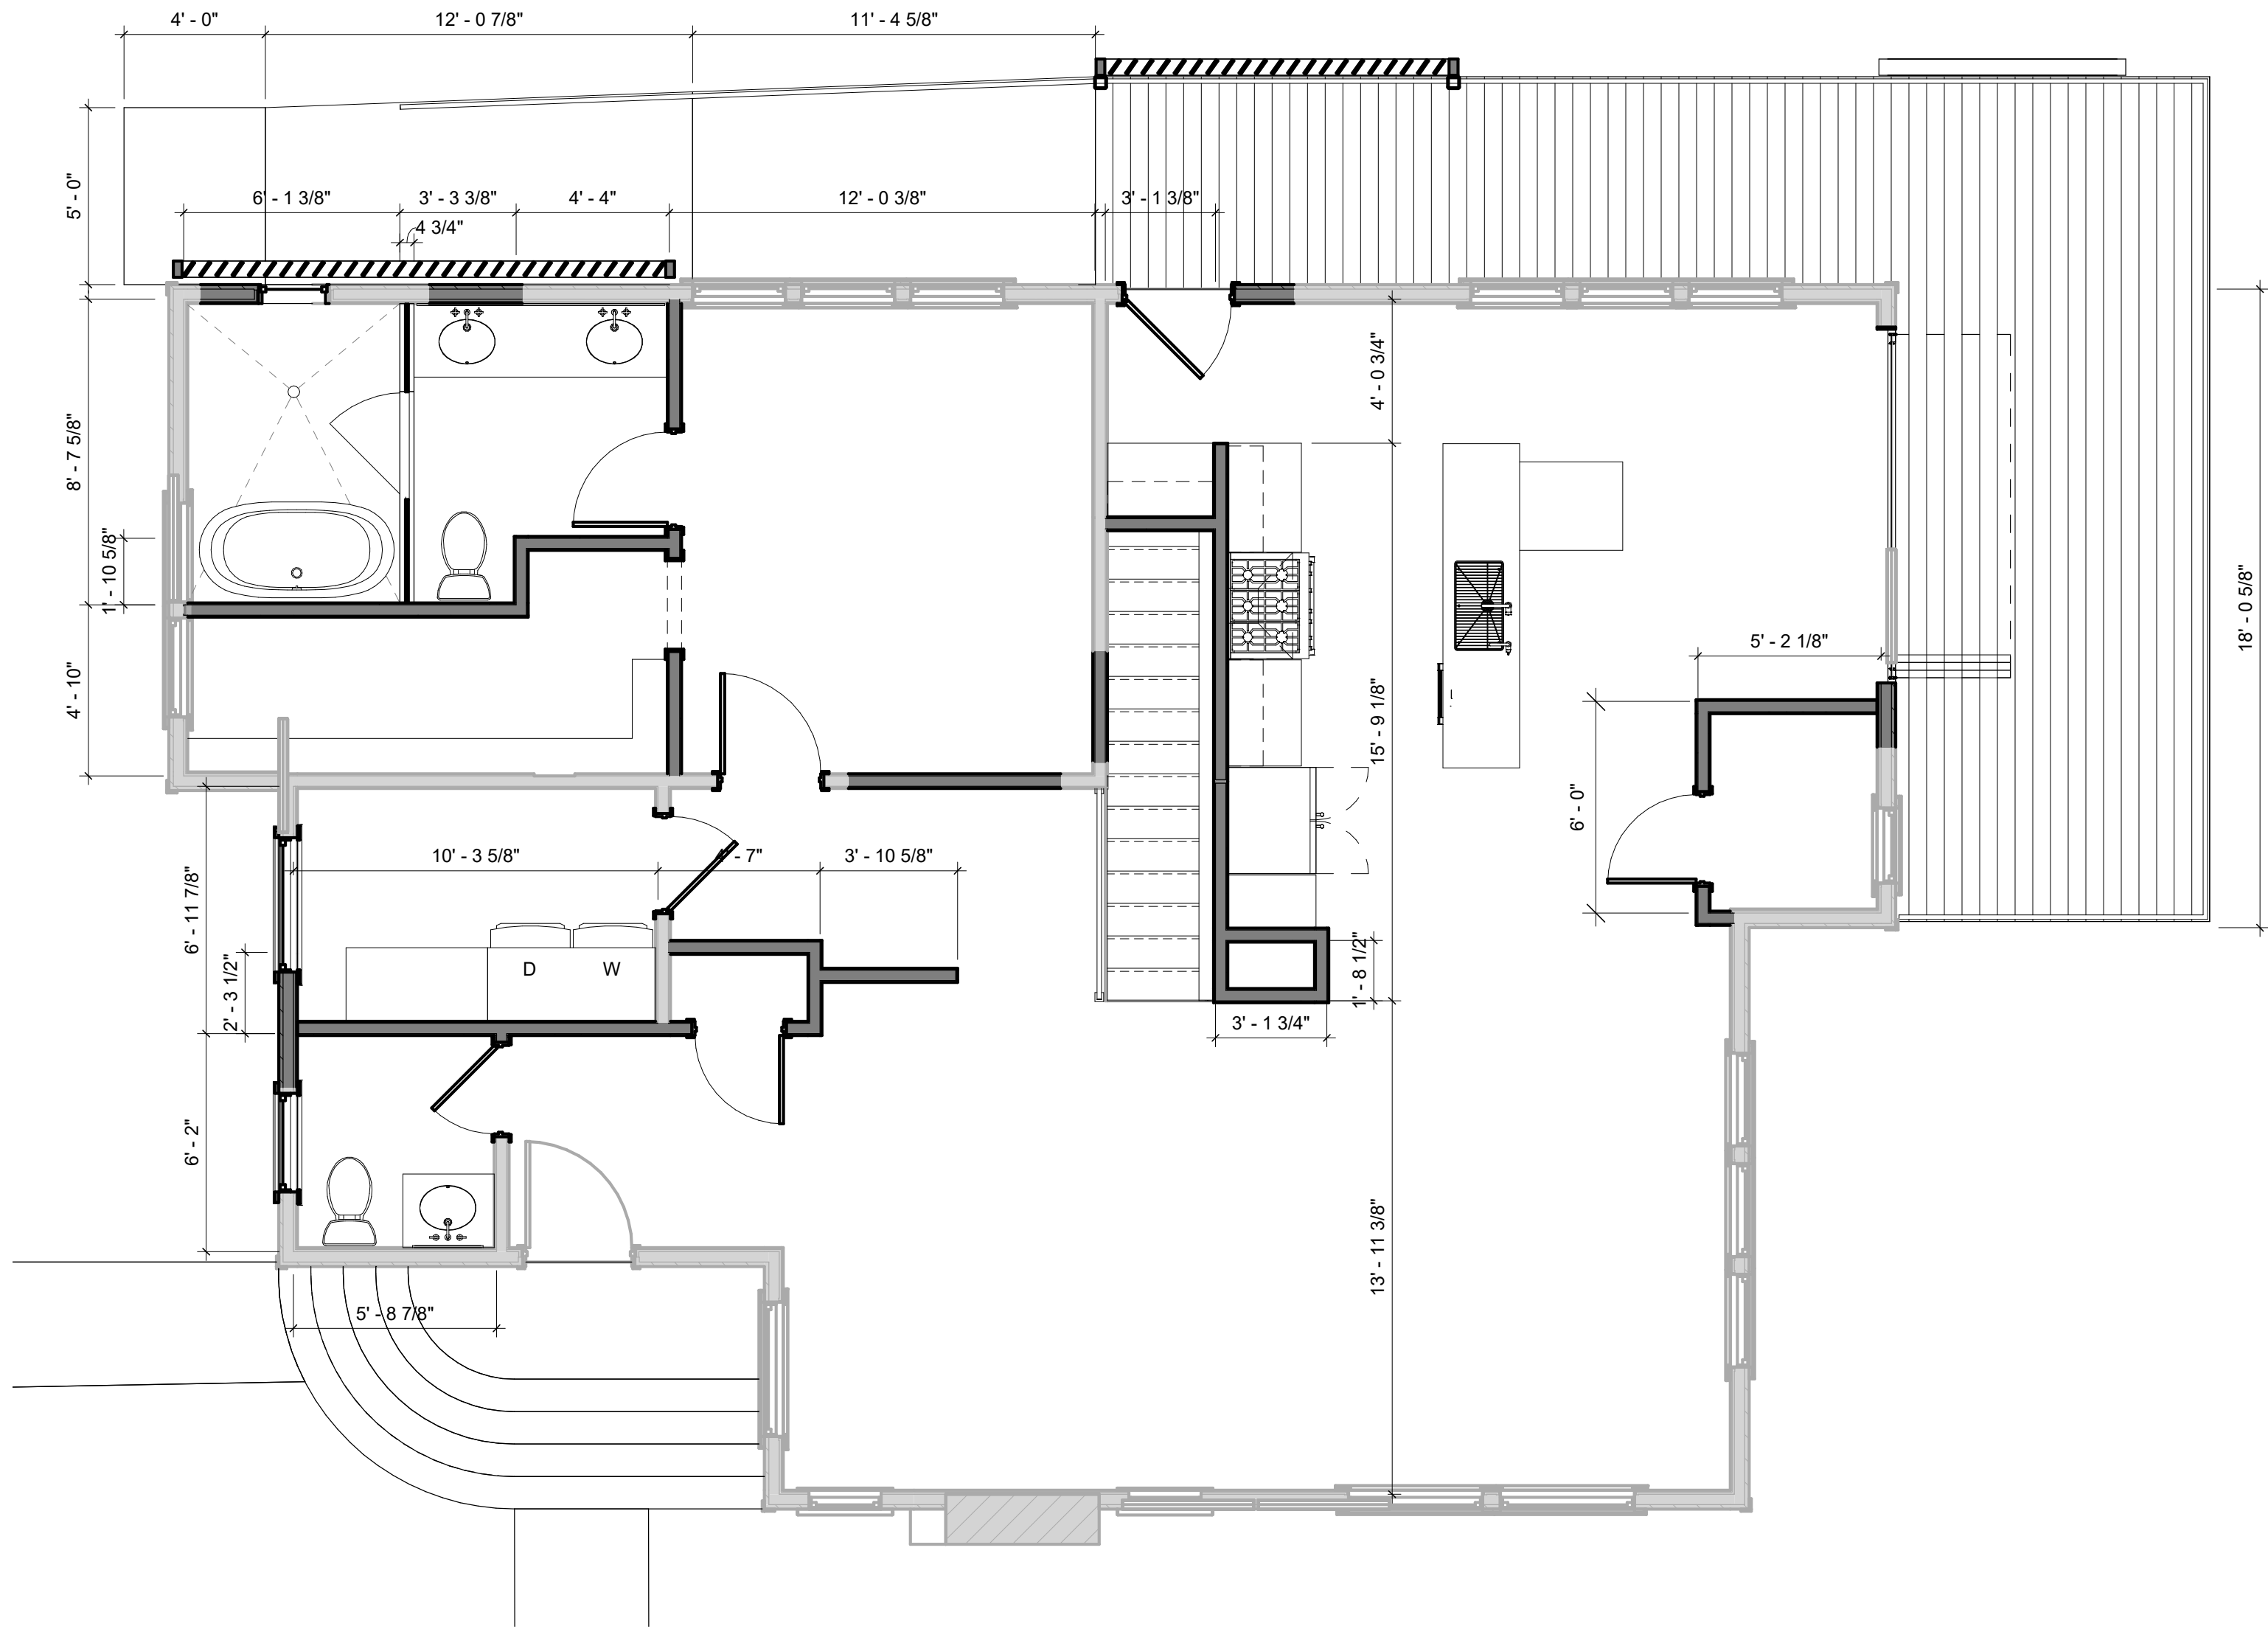 4' - 0"
12' - 0 7/8"
11' - 4 5/8"
5' - 0"
6' - 1 3/8"
3' - 3 3/8"
4' - 4"
12' - 0 3/8"
3' - 1 3/8"
4 3/4"
4' - 0 3/4"
8' - 7 5/8"
1' - 10 5/8"
18' - 0 5/8"
5' - 2 1/8"
4' - 10"
15' - 9 1/8"
6' - 0"
10' - 3 5/8"
- 7"
3' - 10 5/8"
6' - 11 7/8"
D
W
2' - 3 1/2"
1' - 8 1/2"
3' - 1 3/4"
6' - 2"
13' - 11 3/8"
5' - 8 7/8"